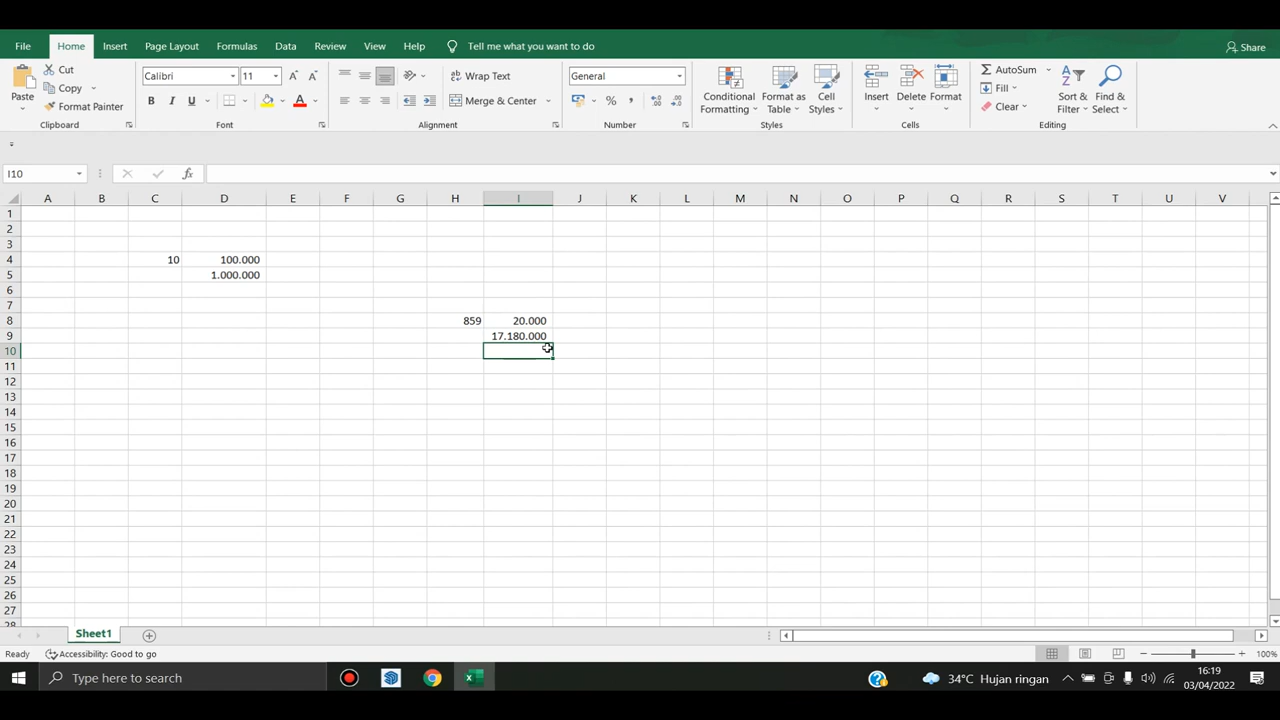 File Home Insert Page Layout Formulas Data Review View Help Tell me what you want to do Share
Paste Cut Copy Format Painter Clipboard
Calibri 11 A A B I U A Font
ab Wrap Text Merge & Center Alignment
General % , Number
Conditional Formatting Format as Table Cell Styles Styles
Insert Delete Format Cells
AutoSum Fill Clear Sort & Filter Find & Select Editing
I10 fx
A B C D E F G H I J K L M N O P Q R S T U V
1
2
3
4 10 100.000
5 1.000.000
6
7
8 859 20.000
9 17.180.000
10
11
12
13
14
15
16
17
18
19
20
21
22
23
24
25
26
27
28
Sheet1
Ready Accessibility: Good to go 100%
Type here to search 34°C Hujan ringan 16:19
03/04/2022